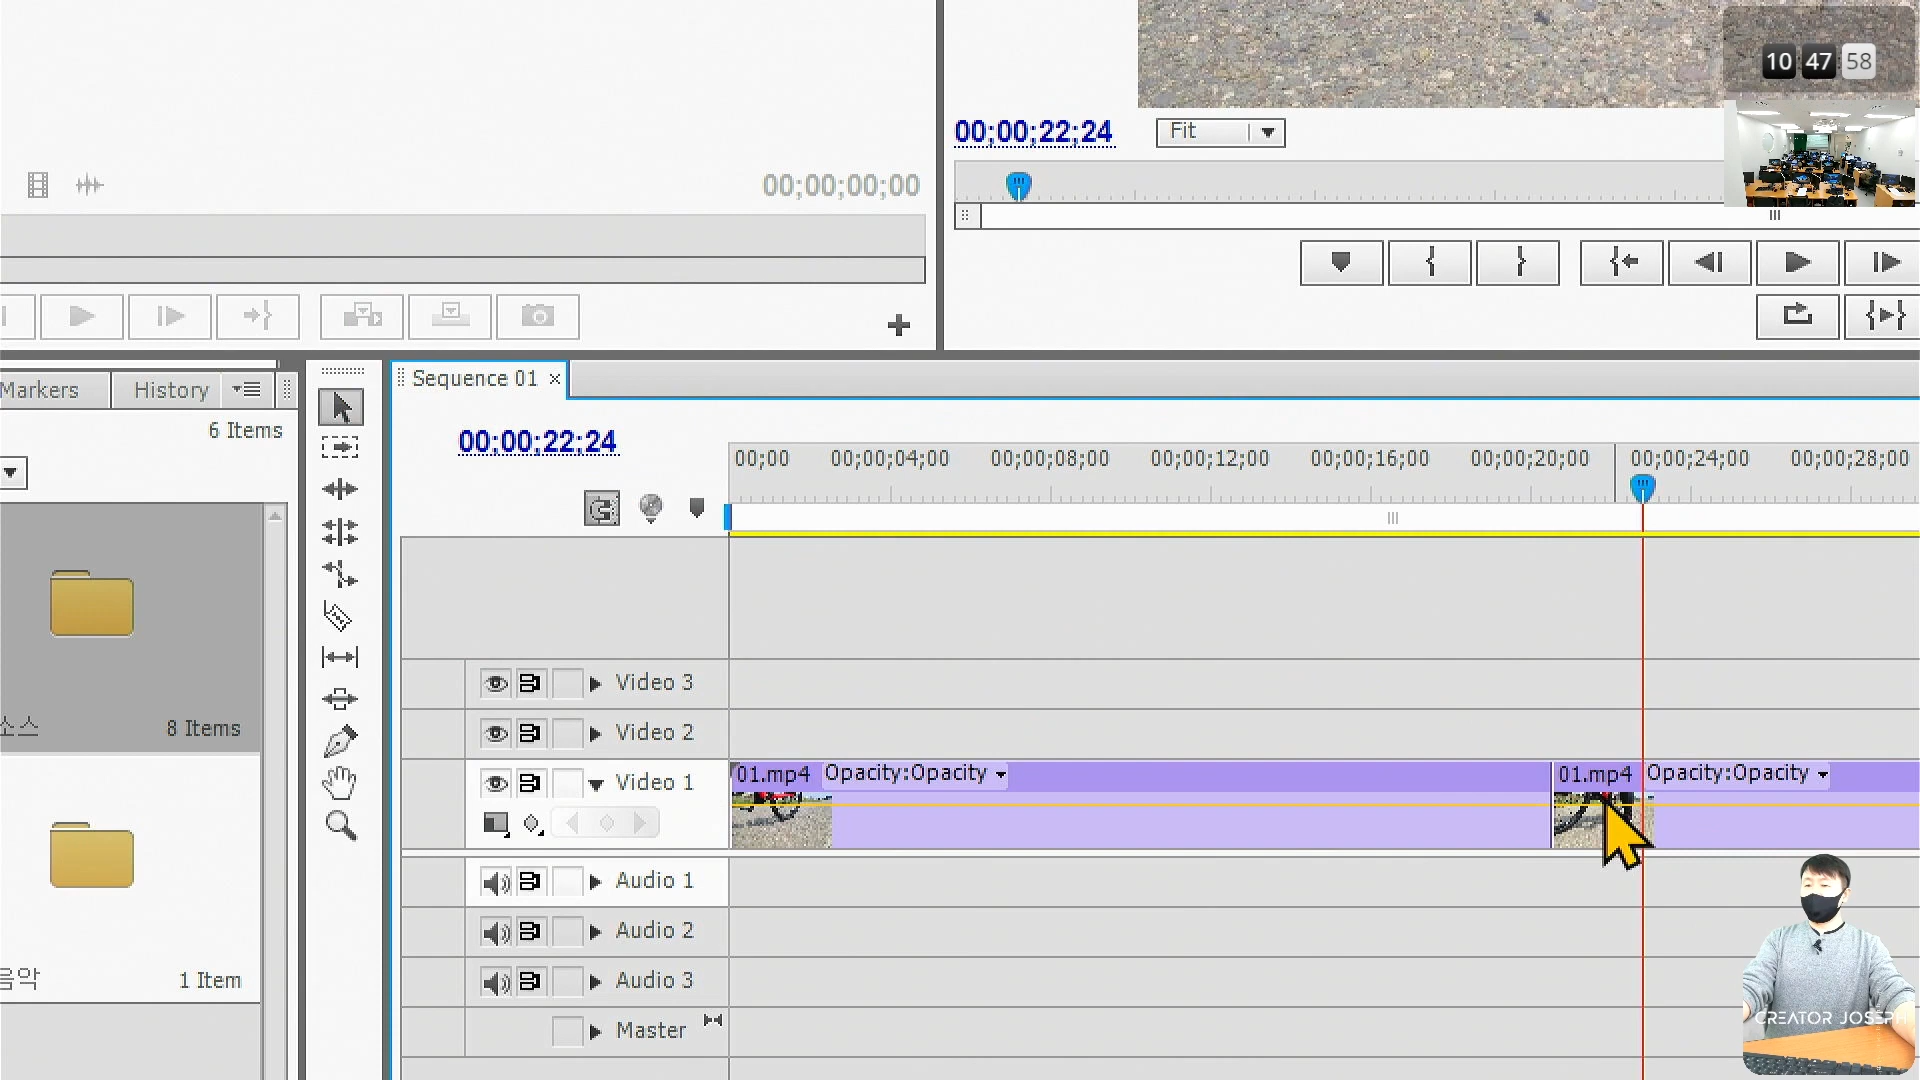 10 47 58
00;00;22;24
Fit
00;00;00;00
Markers
History
6 Items
Sequence 01
00;00;22;24
00;00 00;00;04;00 00;00;08;00 00;00;12;00 00;00;16;00 00;00;20;00 00;00;24;00 00;00;28;00
소스 8 Items
음악 1 Item
Video 3
Video 2
Video 1
01.mp4 Opacity:Opacity
01.mp4 Opacity:Opacity
Audio 1
Audio 2
Audio 3
Master
CREATOR JOSEPH